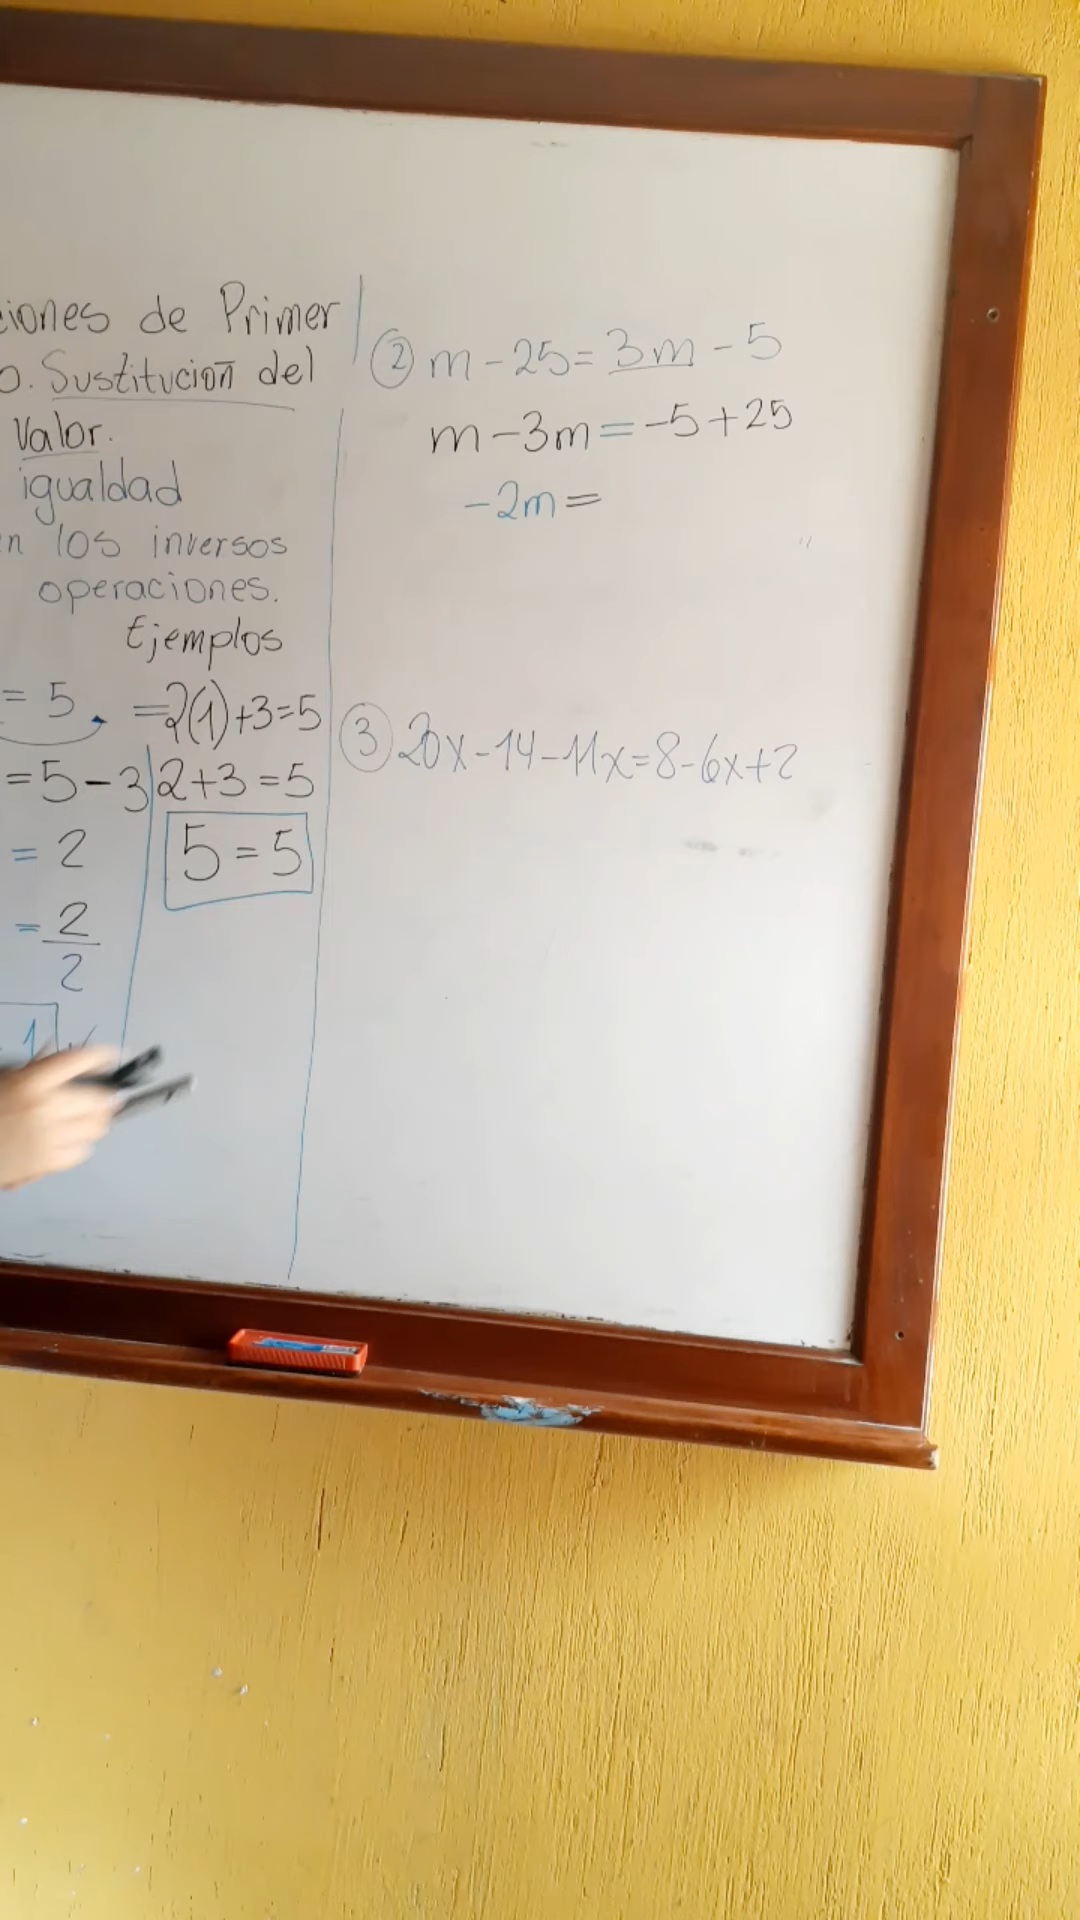 ciones de Primer
o. Sustitución del
Valor.
igualdad
n los inversos
operaciones.
Ejemplos
= 5 =2(1)+3=5
=5-3 2+3=5
= 2 5=5
= 2/2
1
② m-25=3m-5
m-3m=-5+25
-2m=
③ 20x-14-11x=8-6x+2